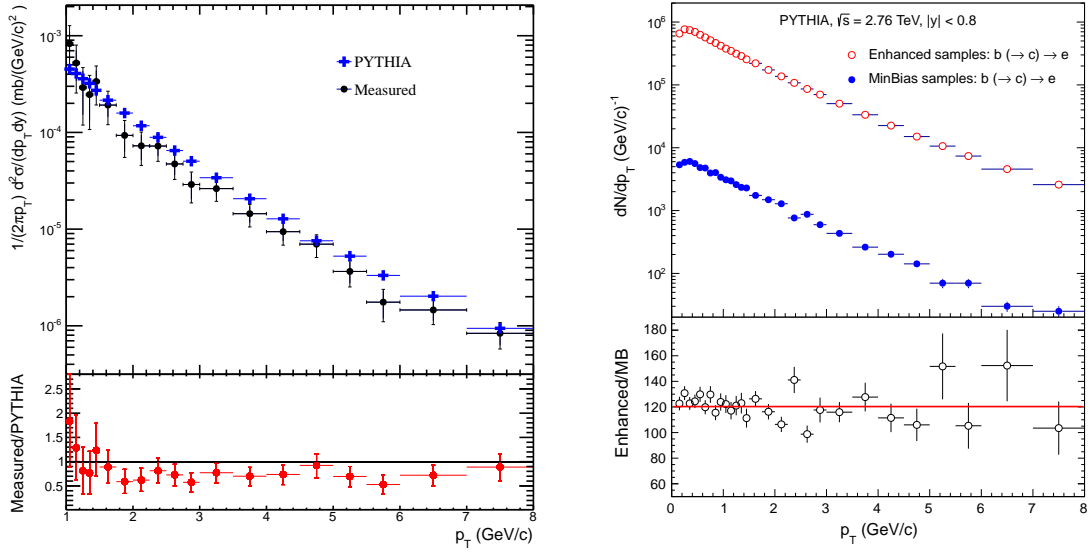 1/(2πp_T) d²σ/(dp_Tdy) (mb/(GeV/c)²)
10⁻³
10⁻⁴
10⁻⁵
10⁻⁶
PYTHIA
Measured
Measured/PYTHIA
2.5
2
1.5
1
0.5
1 2 3 4 5 6 7 8
p_T (GeV/c)
PYTHIA, √s = 2.76 TeV, |y| < 0.8
Enhanced samples: b (→ c) → e
MinBias samples: b (→ c) → e
dN/dp_T (GeV/c)⁻¹
10⁶
10⁵
10⁴
10³
10²
Enhanced/MB
180
160
140
120
100
80
60
0 1 2 3 4 5 6 7 8
p_T (GeV/c)